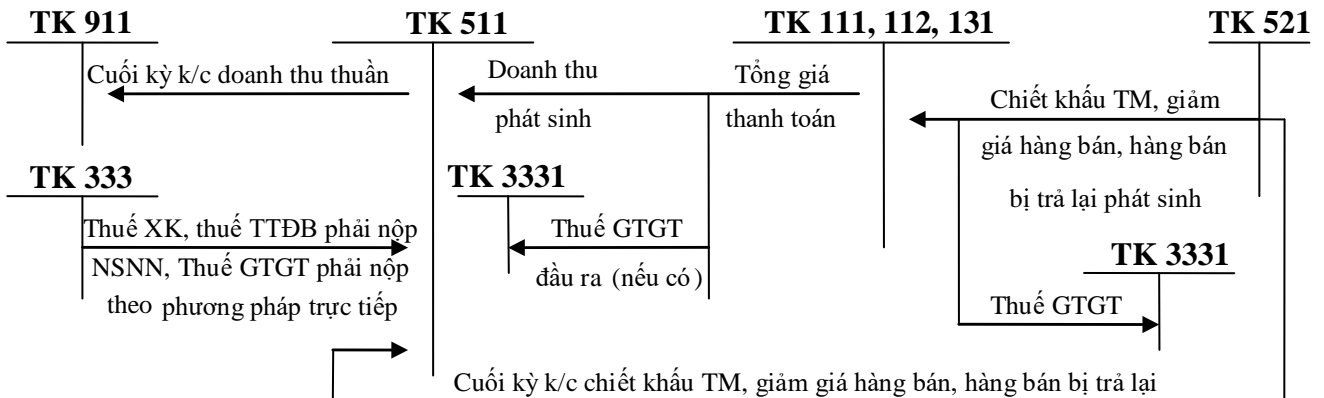 TK 911
TK 511
TK 111, 112, 131
TK 521
Cuối kỳ k/c doanh thu thuần
Doanh thu
phát sinh
Tổng giá
thanh toán
Chiết khấu TM, giảm
giá hàng bán, hàng bán
bị trả lại phát sinh
TK 333
TK 3331
Thuế XK, thuế TTĐB phải nộp
NSNN, Thuế GTGT phải nộp
theo phương pháp trực tiếp
Thuế GTGT
đầu ra (nếu có)
TK 3331
Thuế GTGT
Cuối kỳ k/c chiết khấu TM, giảm giá hàng bán, hàng bán bị trả lại